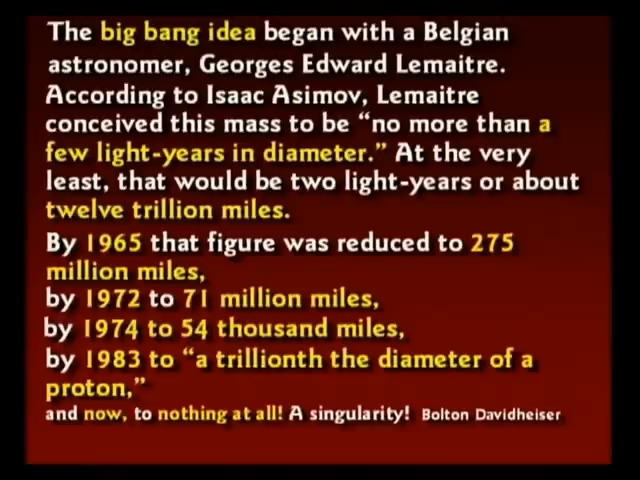 The big bang idea began with a Belgian
astronomer, Georges Edward Lemaitre.
According to Isaac Asimov, Lemaitre
conceived this mass to be “no more than a
few light-years in diameter.” At the very
least, that would be two light-years or about
twelve trillion miles.
By 1965 that figure was reduced to 275
million miles,
by 1972 to 71 million miles,
by 1974 to 54 thousand miles,
by 1983 to “a trillionth the diameter of a
proton,”
and now, to nothing at all! A singularity! Bolton Davidheiser